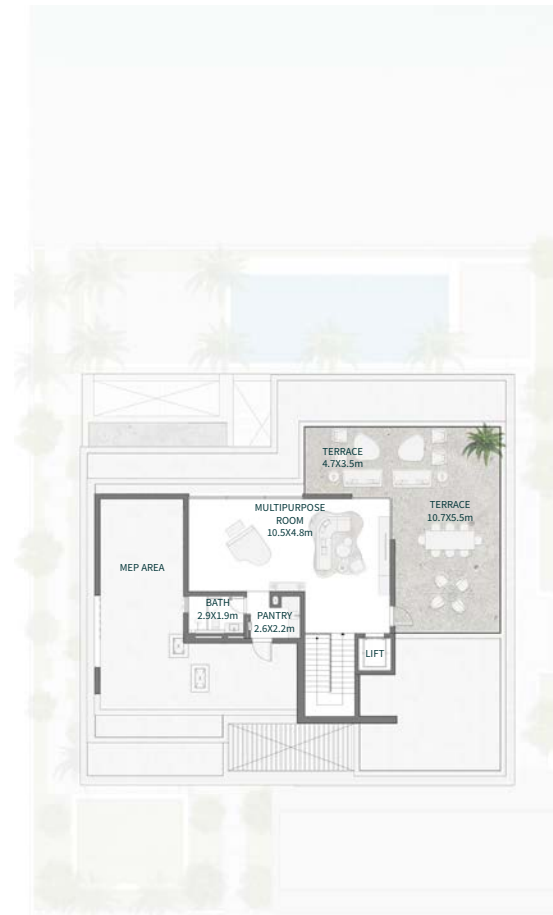 TERRACE
4.7X3.5m
TERRACE
10.7X5.5m
MULTIPURPOSE
ROOM
10.5X4.8m
MEP AREA
BATH
2.9X1.9m
PANTRY
2.6X2.2m
LIFT